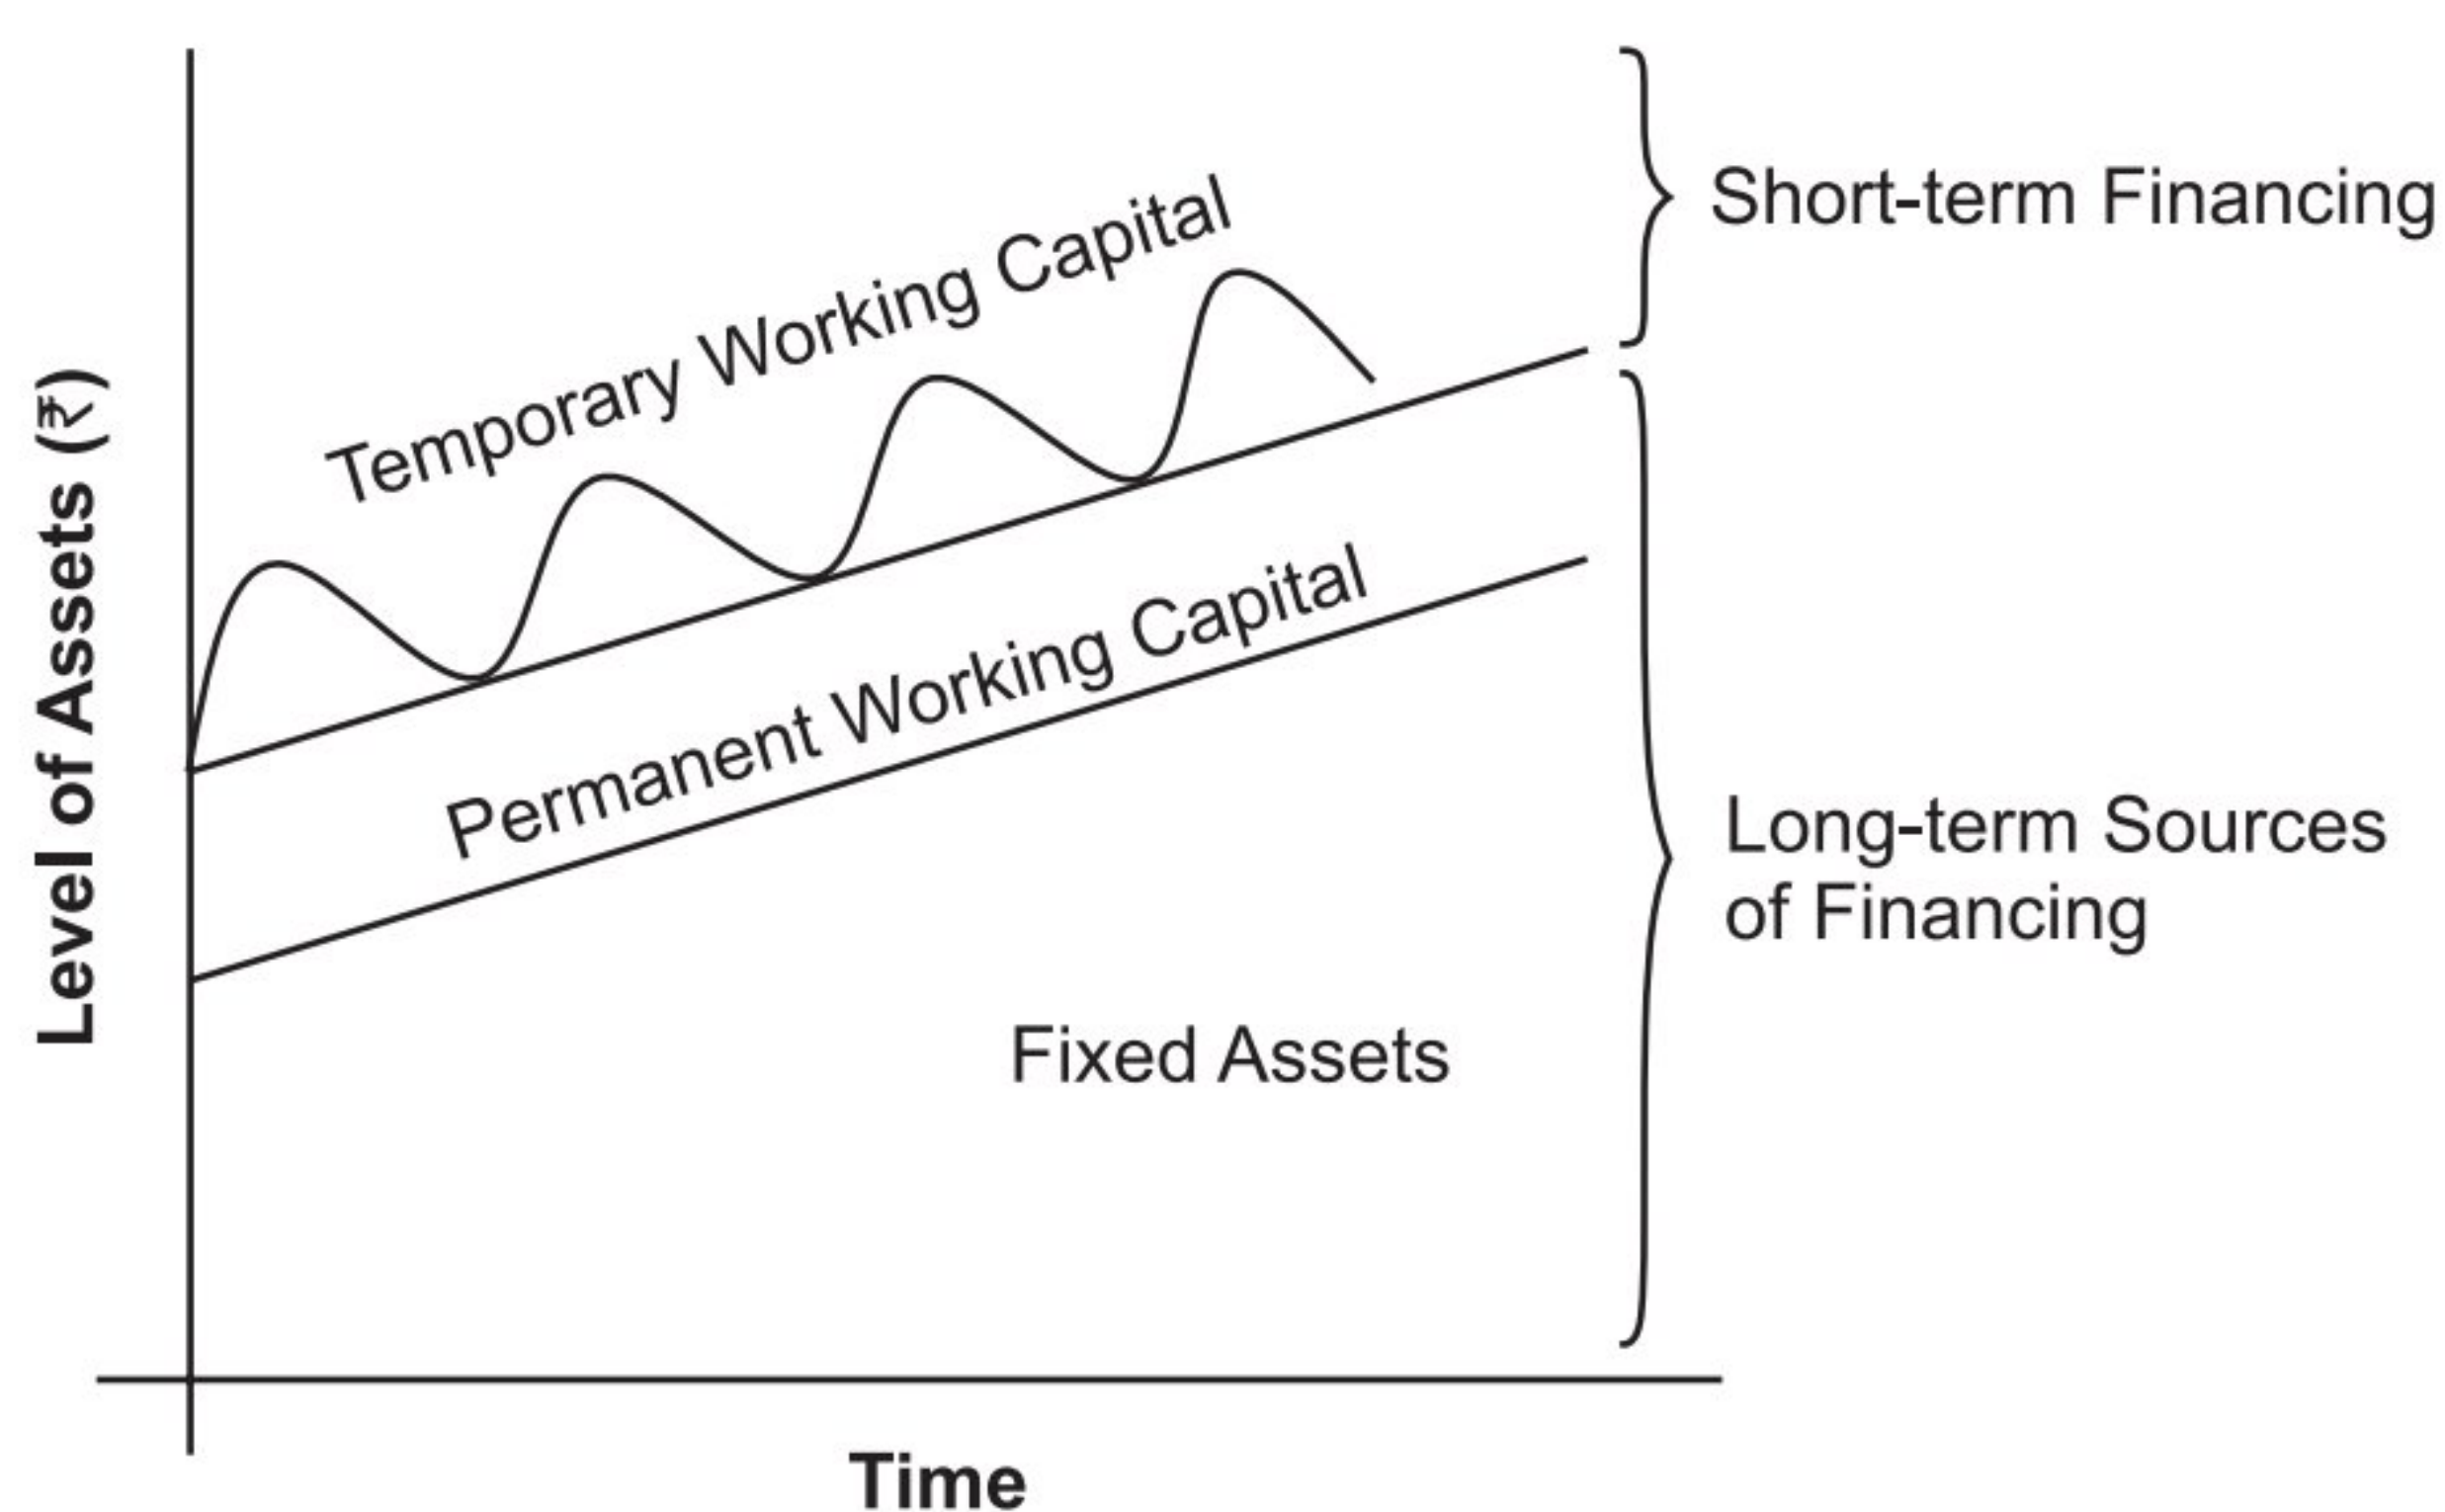 Short-term Financing
Temporary Working Capital
Level of Assets (₹)
Permanent Working Capital
Long-term Sources
of Financing
Fixed Assets
Time